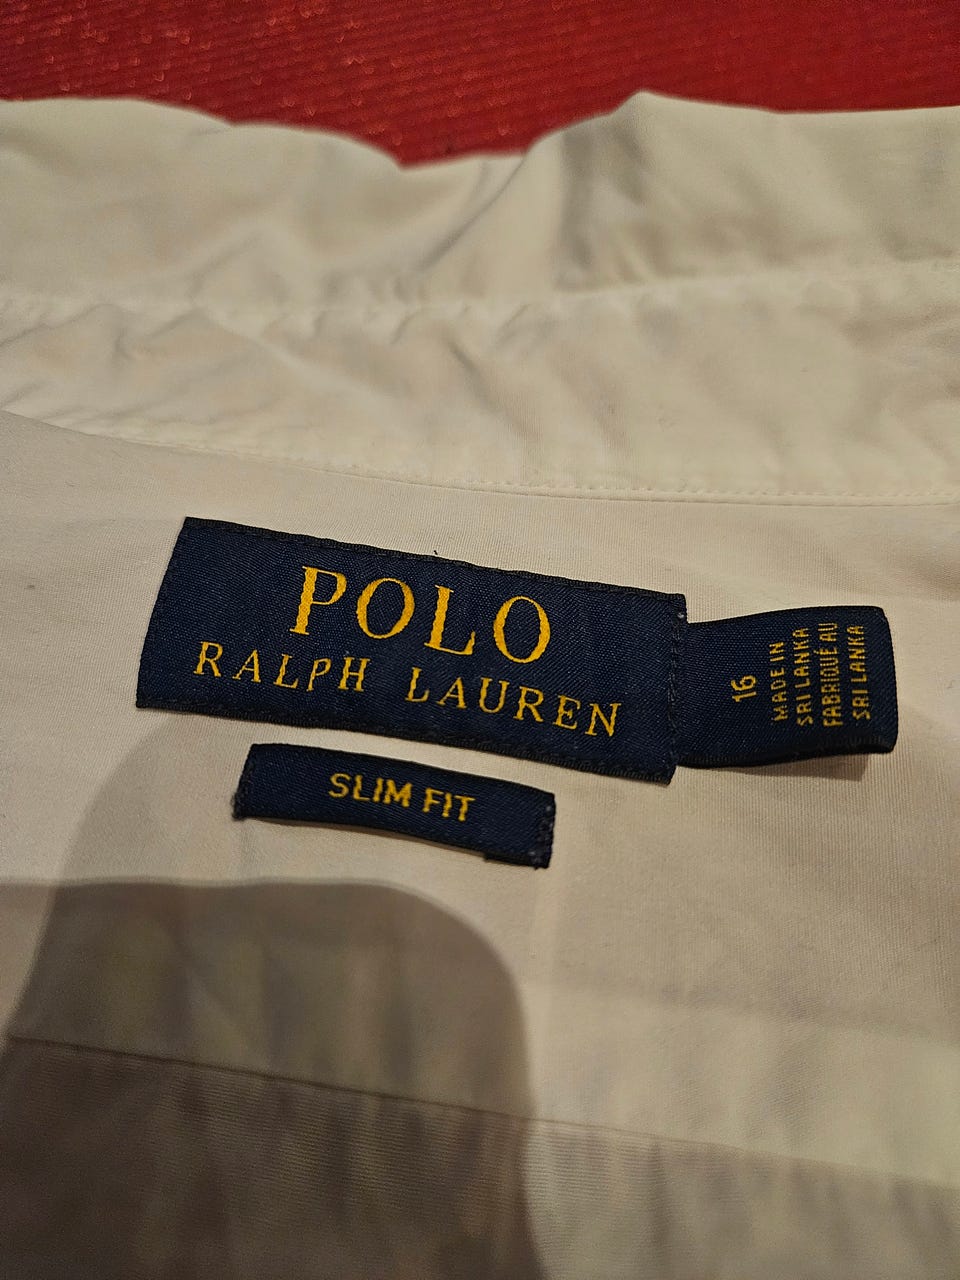 POLO
RALPH LAUREN
16
MADE IN
SRI LANKA
FABRIQUÉ AU
SRI LANKA
SLIM FIT